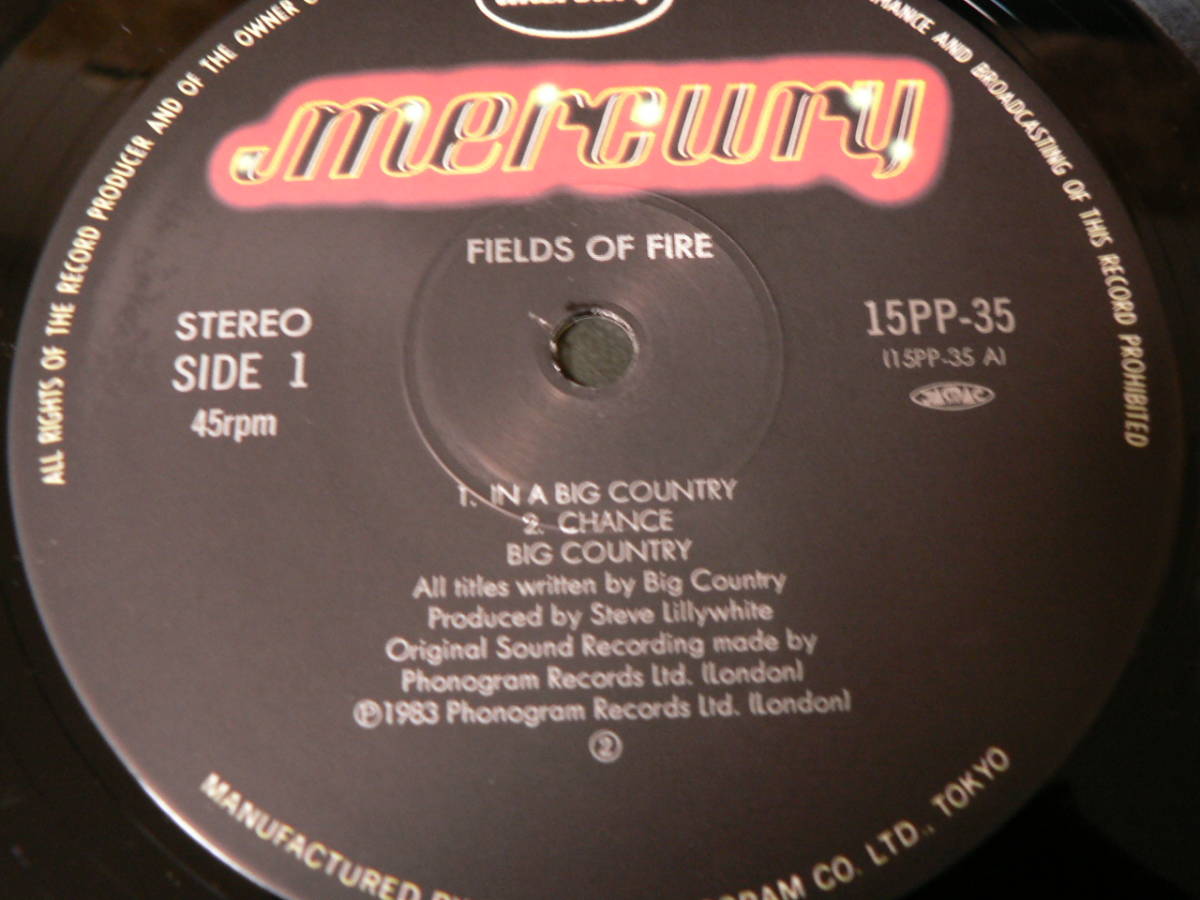 mercury
FIELDS OF FIRE
STEREO
SIDE 1
45rpm
15PP-35
(15PP-35 A)
1. IN A BIG COUNTRY
2. CHANCE
BIG COUNTRY
All titles written by Big Country
Produced by Steve Lillywhite
Original Sound Recording made by
Phonogram Records Ltd. (London)
Ⓟ1983 Phonogram Records Ltd. (London)
②
ALL RIGHTS OF THE RECORD PRODUCER AND OF THE OWNER
AND BROADCASTING OF THIS RECORD PROHIBITED
MANUFACTURED CO. LTD., TOKYO